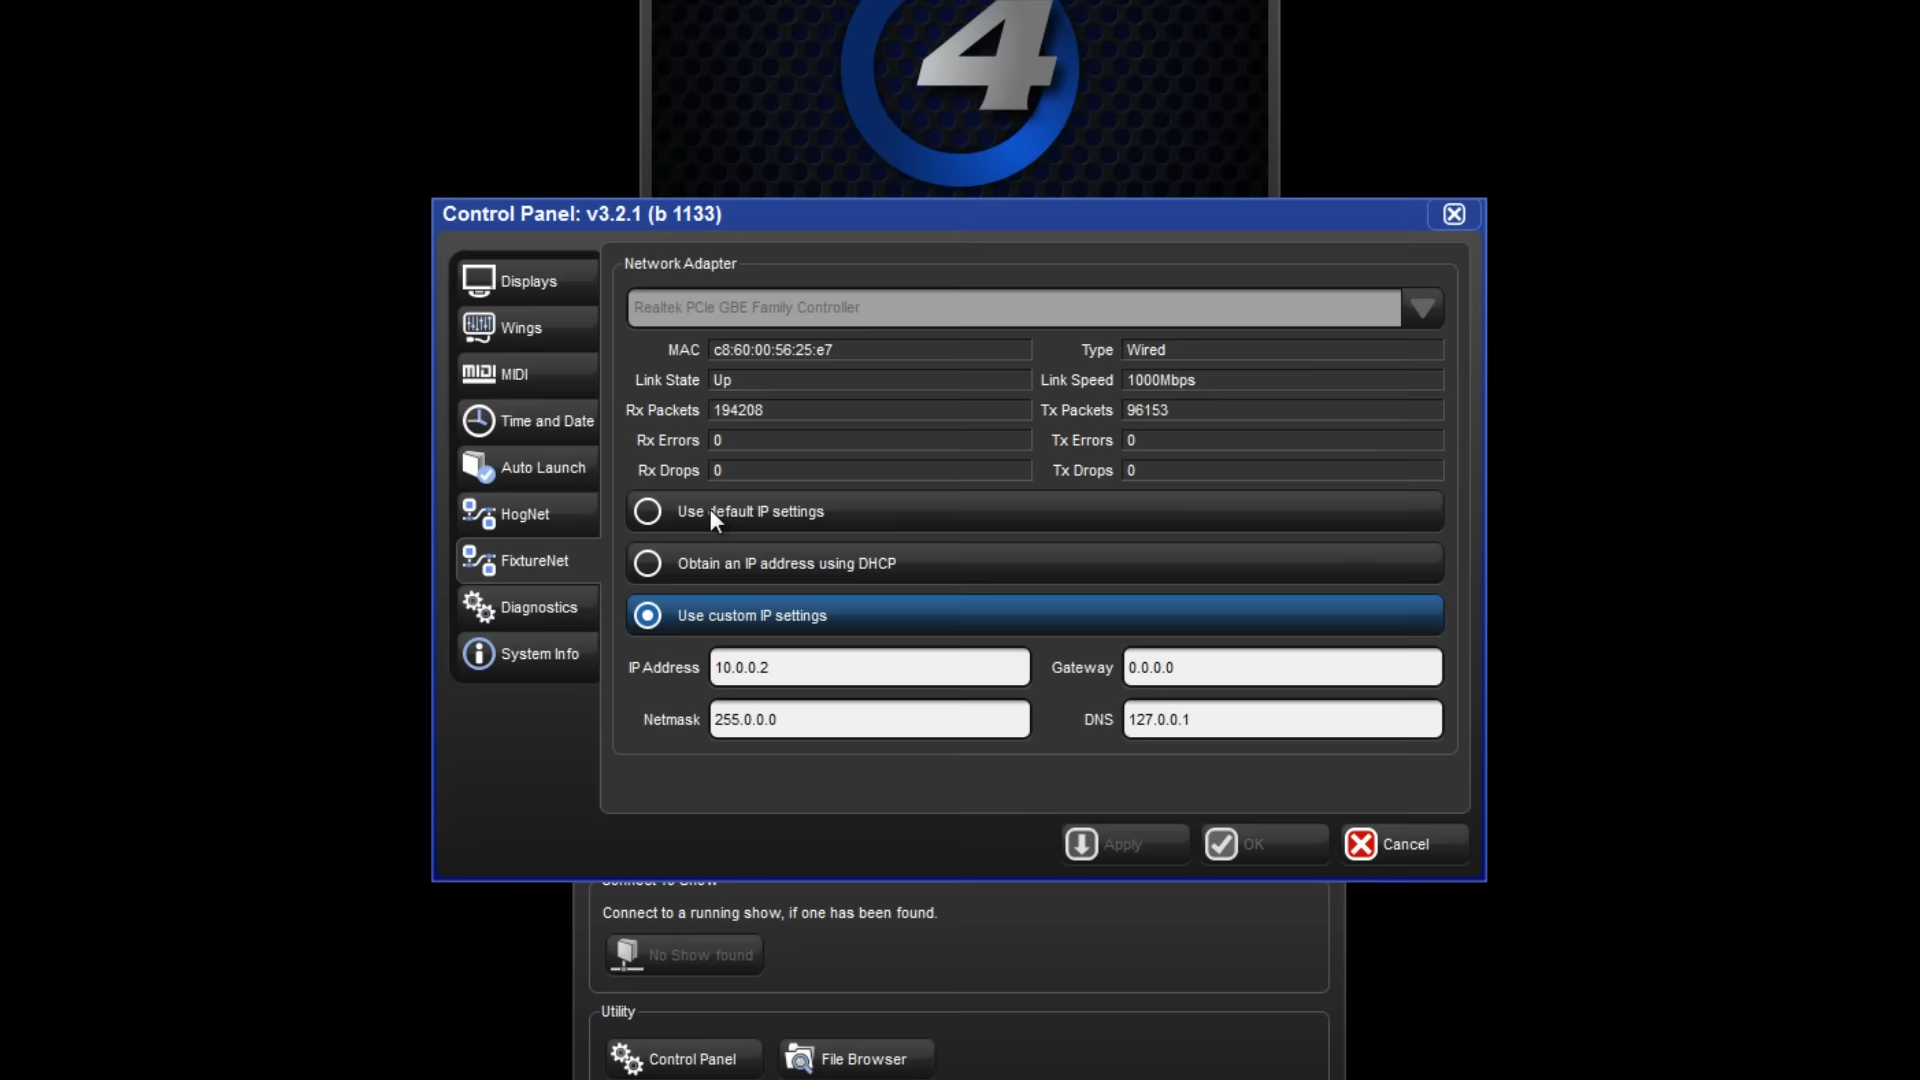 4
Control Panel: v3.2.1 (b 1133)
Displays
Wings
MIDI MIDI
Time and Date
Auto Launch
HogNet
FixtureNet
Diagnostics
System Info
Network Adapter
Realtek PCIe GBE Family Controller
MAC c8:60:00:56:25:e7 Type Wired
Link State Up Link Speed 1000Mbps
Rx Packets 194208 Tx Packets 96153
Rx Errors 0 Tx Errors 0
Rx Drops 0 Tx Drops 0
Use default IP settings
Obtain an IP address using DHCP
Use custom IP settings
IP Address 10.0.0.2 Gateway 0.0.0.0
Netmask 255.0.0.0 DNS 127.0.0.1
Apply OK Cancel
Connect To Show
Connect to a running show, if one has been found.
No Show found
Utility
Control Panel File Browser